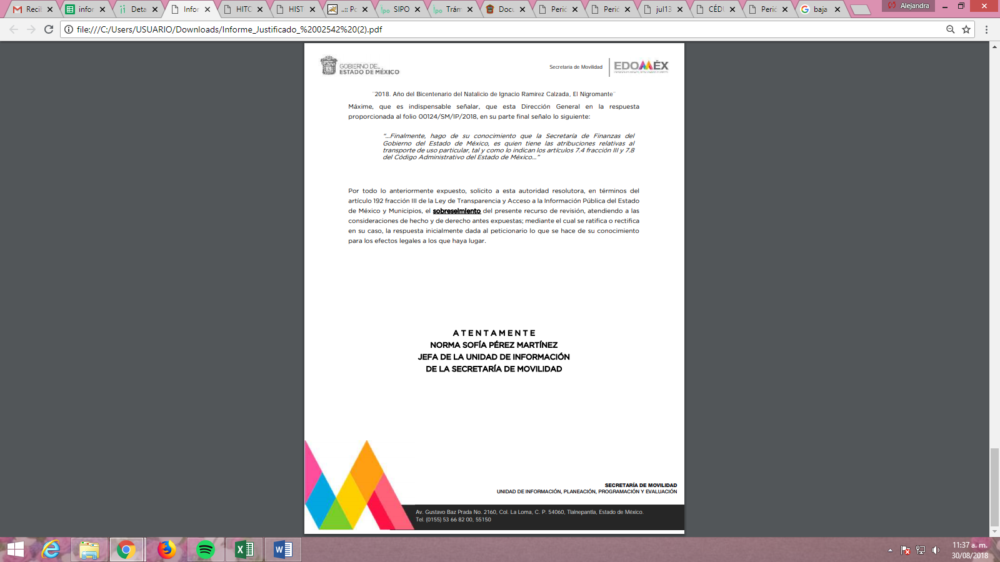 Recil
infor
Deta
Infor
HITO
HIST
..:: Po
SIPO
Trám
Docu
Perió
Perió
jul13
CÉDU
Perió
baja
Alejandra
file:///C:/Users/USUARIO/Downloads/Informe_Justificado_%2002542%20(2).pdf
GOBIERNO DEL
ESTADO DE MÉXICO
Secretaría de Movilidad
EDOMÉX
¨2018. Año del Bicentenario del Natalicio de Ignacio Ramírez Calzada, El Nigromante¨
Máxime, que es indispensable señalar, que esta Dirección General en la respuesta
proporcionada al folio 00124/SM/IP/2018, en su parte final señalo lo siguiente:
“...Finalmente, hago de su conocimiento que la Secretaría de Finanzas del
Gobierno del Estado de México, es quien tiene las atribuciones relativas al
transporte de uso particular, tal y como lo indican los artículos 7.4 fracción III y 7.8
del Código Administrativo del Estado de México...”
Por todo lo anteriormente expuesto, solicito a esta autoridad resolutora, en términos del
artículo 192 fracción III de la Ley de Transparencia y Acceso a la Información Pública del Estado
de México y Municipios, el sobreseimiento del presente recurso de revisión, atendiendo a las
consideraciones de hecho y de derecho antes expuestas; mediante el cual se ratifica o rectifica
en su caso, la respuesta inicialmente dada al peticionario lo que se hace de su conocimiento
para los efectos legales a los que haya lugar.
A T E N T A M E N T E
NORMA SOFÍA PÉREZ MARTÍNEZ
JEFA DE LA UNIDAD DE INFORMACIÓN
DE LA SECRETARÍA DE MOVILIDAD
SECRETARÍA DE MOVILIDAD
UNIDAD DE INFORMACIÓN, PLANEACIÓN, PROGRAMACIÓN Y EVALUACIÓN
Av. Gustavo Baz Prada No. 2160, Col. La Loma, C. P. 54060, Tlalnepantla, Estado de México.
Tel. (0155) 53 66 82 00, 55150
11:37 a. m.
30/08/2018